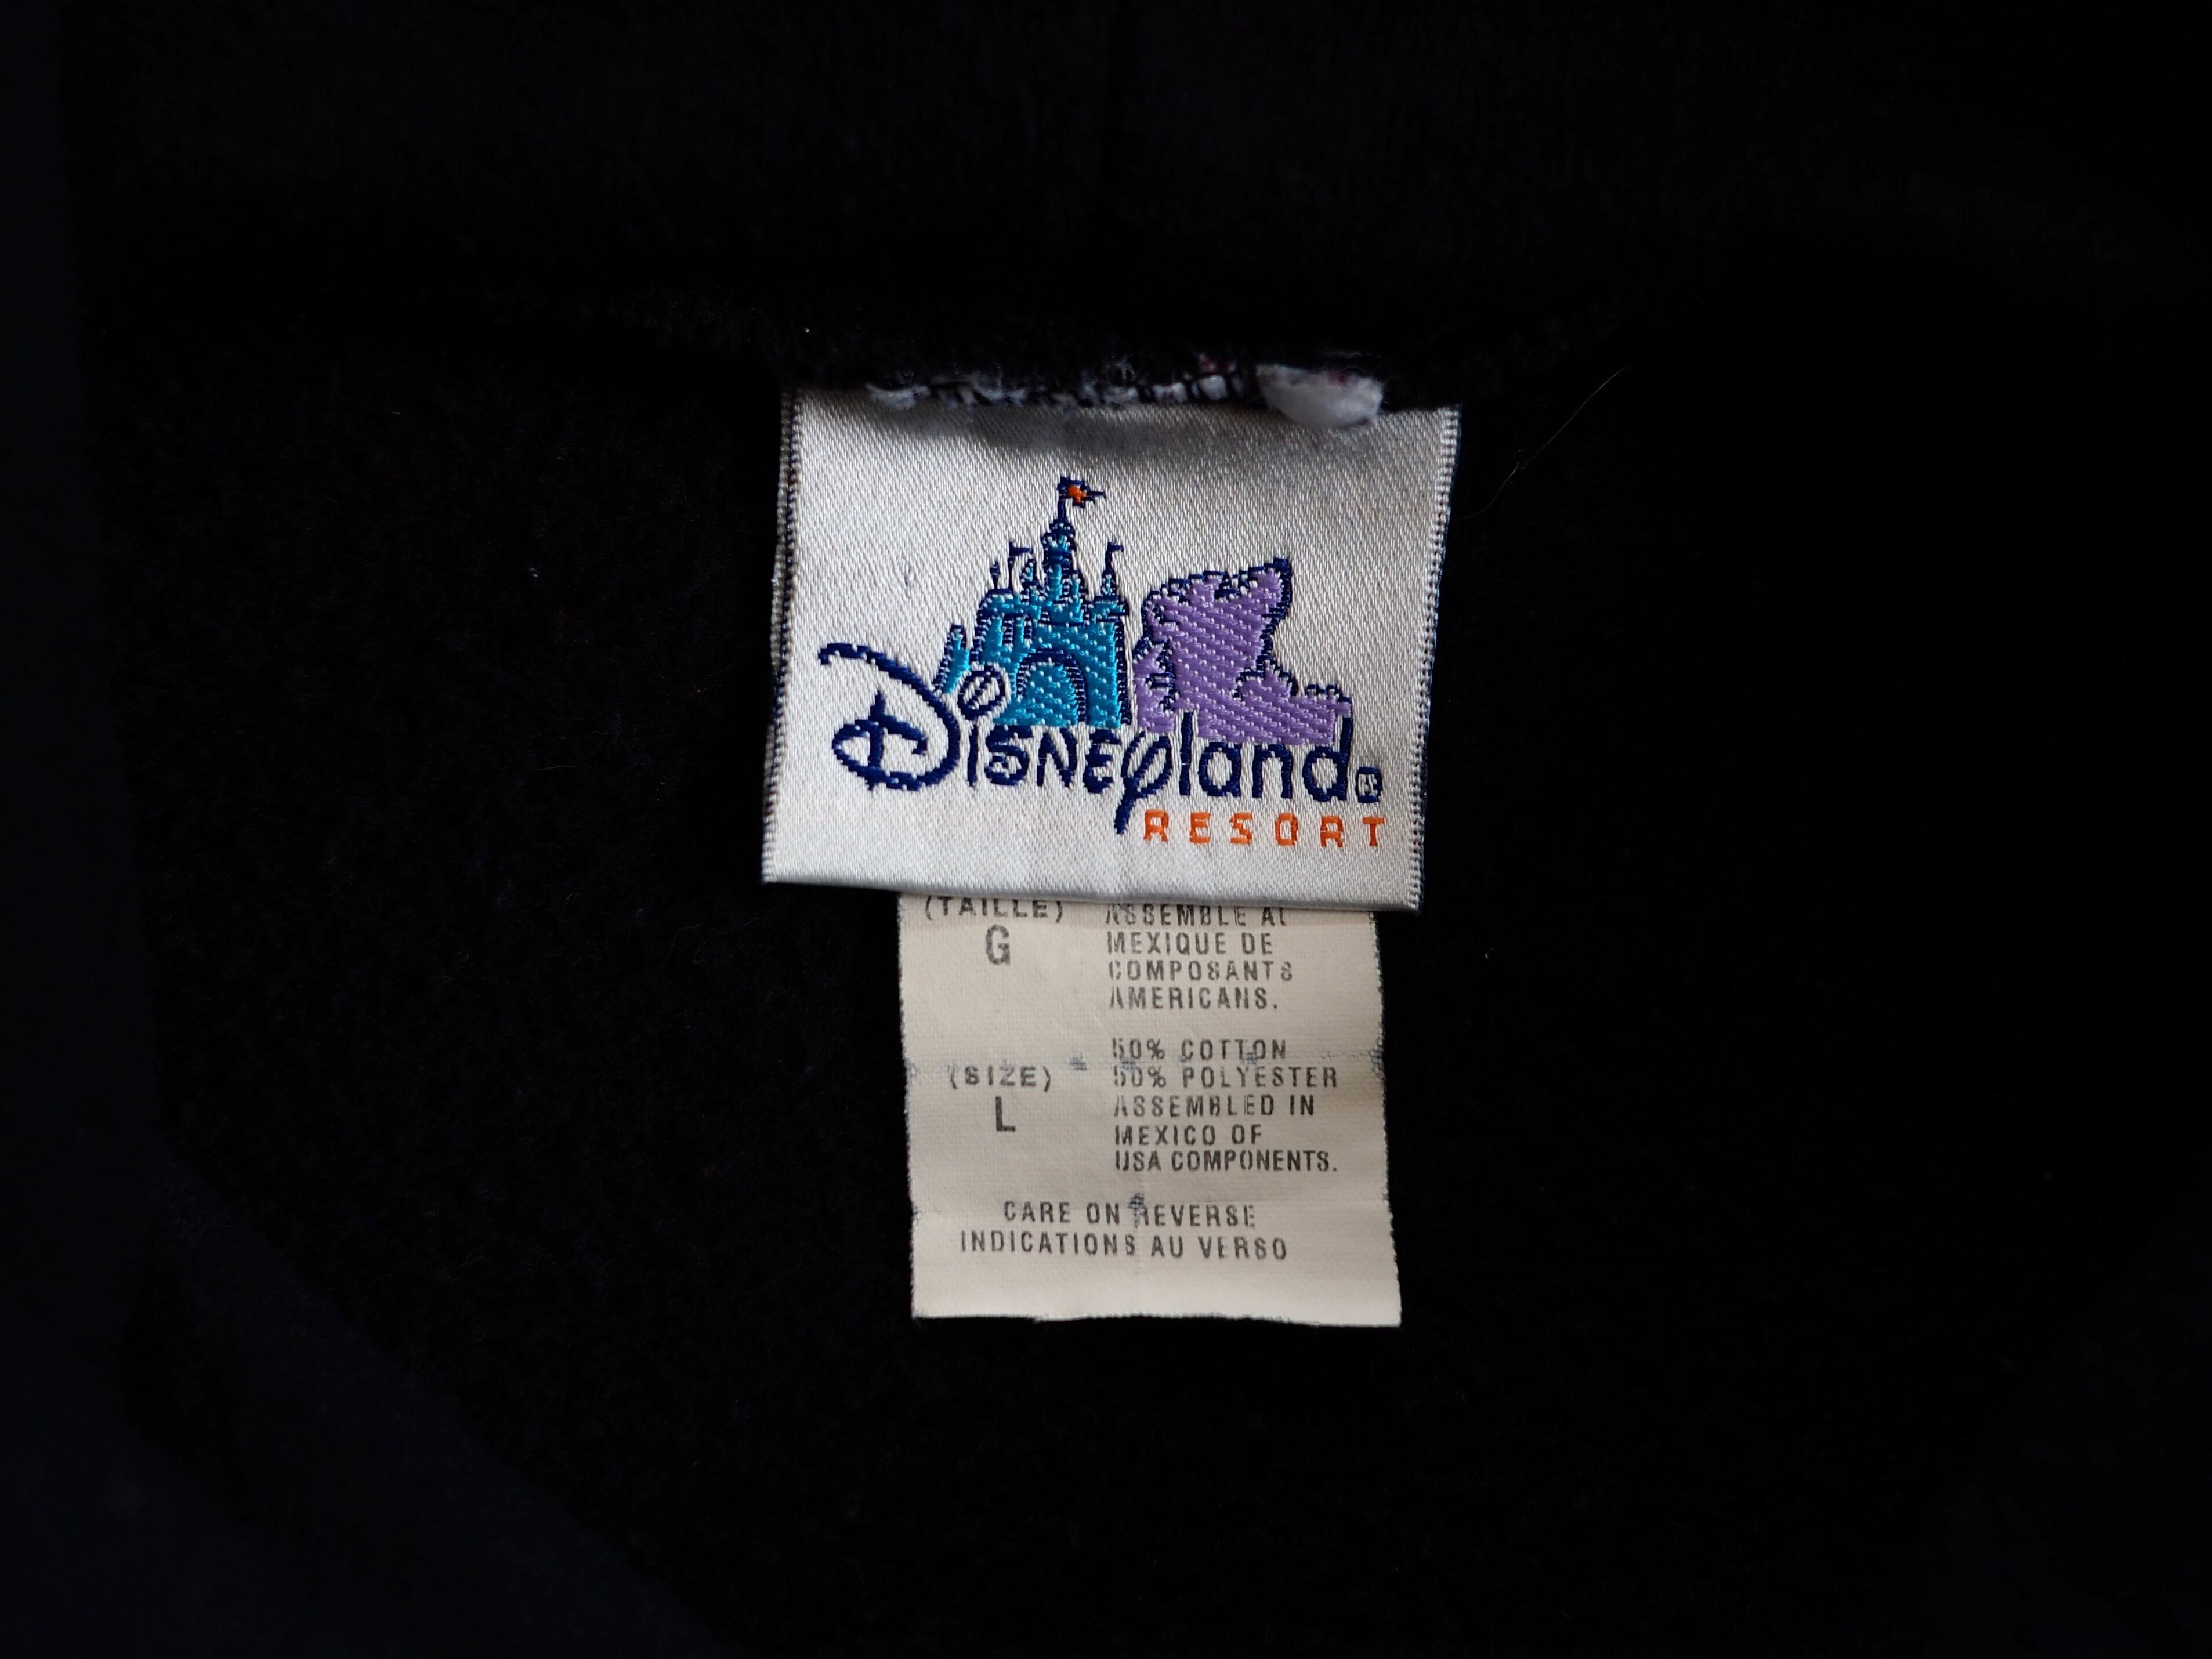 Disneyland®
RESORT
(TAILLE)
G
ASSEMBLE AU
MEXIQUE DE
COMPOSANTS
AMERICANS.
(SIZE)
L
50% COTTON
50% POLYESTER
ASSEMBLED IN
MEXICO OF
USA COMPONENTS.
CARE ON REVERSE
INDICATIONS AU VERSO